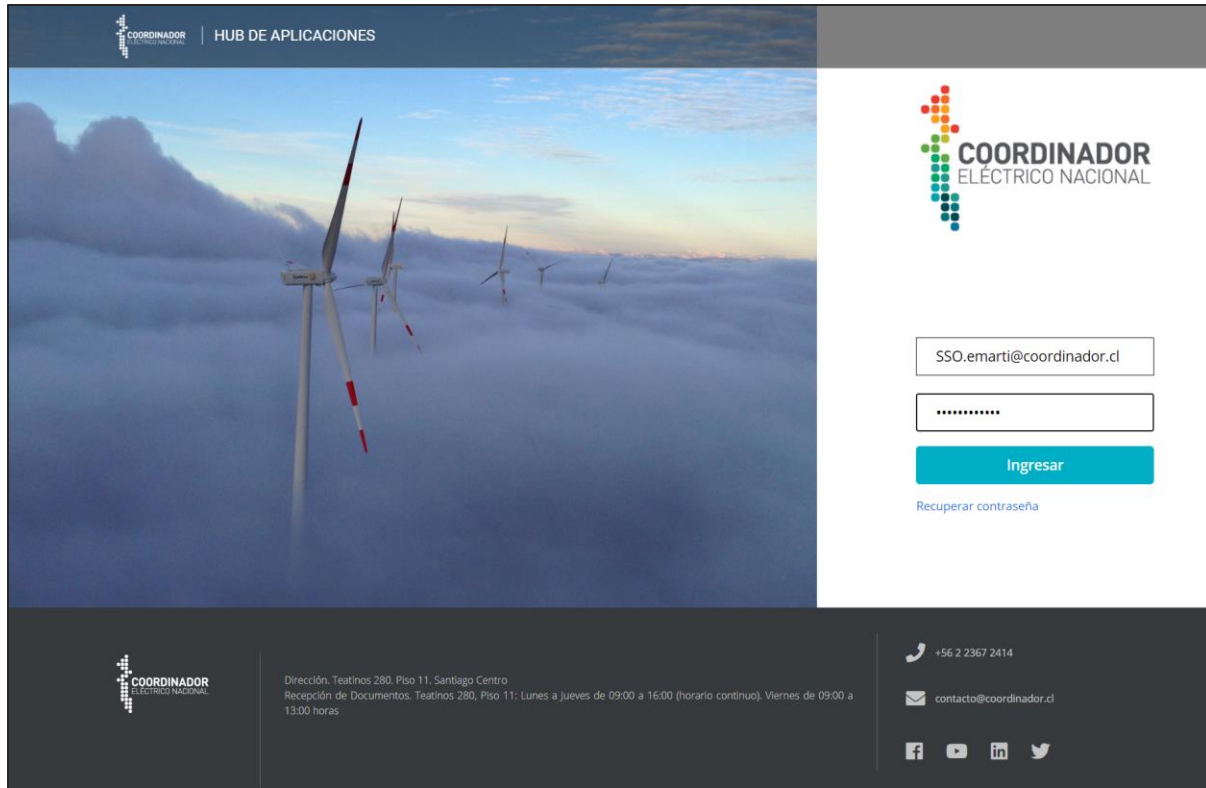 COORDINADOR
ELÉCTRICO NACIONAL
HUB DE APLICACIONES
COORDINADOR
ELÉCTRICO NACIONAL
SSO.emarti@coordinador.cl
••••••••••••
Ingresar
Recuperar contraseña
COORDINADOR
ELÉCTRICO NACIONAL
Dirección. Teatinos 280. Piso 11. Santiago Centro
Recepción de Documentos. Teatinos 280, Piso 11: Lunes a Jueves de 09:00 a 16:00 (horario continuo). Viernes de 09:00 a
13:00 horas
+56 2 2367 2414
contacto@coordinador.cl